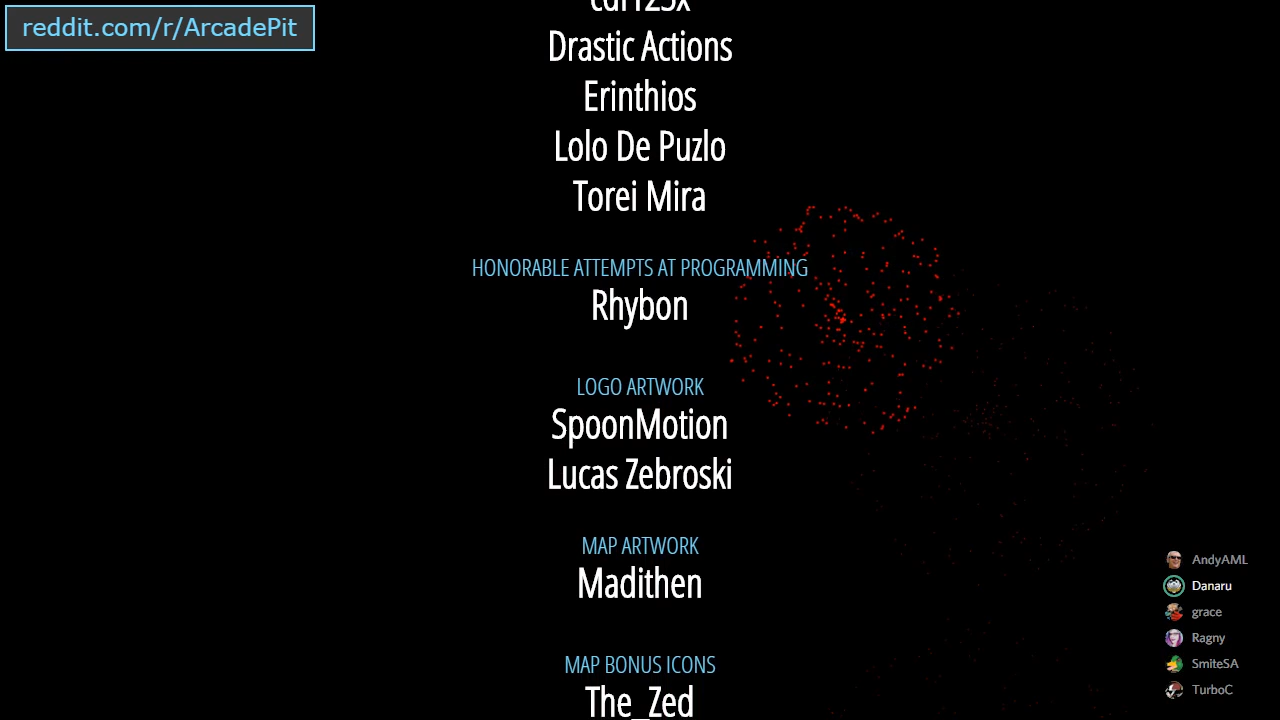 reddit.com/r/ArcadePit
Drastic Actions
Erinthios
Lolo De Puzlo
Torei Mira
HONORABLE ATTEMPTS AT PROGRAMMING
Rhybon
LOGO ARTWORK
SpoonMotion
Lucas Zebroski
MAP ARTWORK
Madithen
MAP BONUS ICONS
The_Zed
AndyAML
Danaru
grace
Ragny
SmiteSA
TurboC